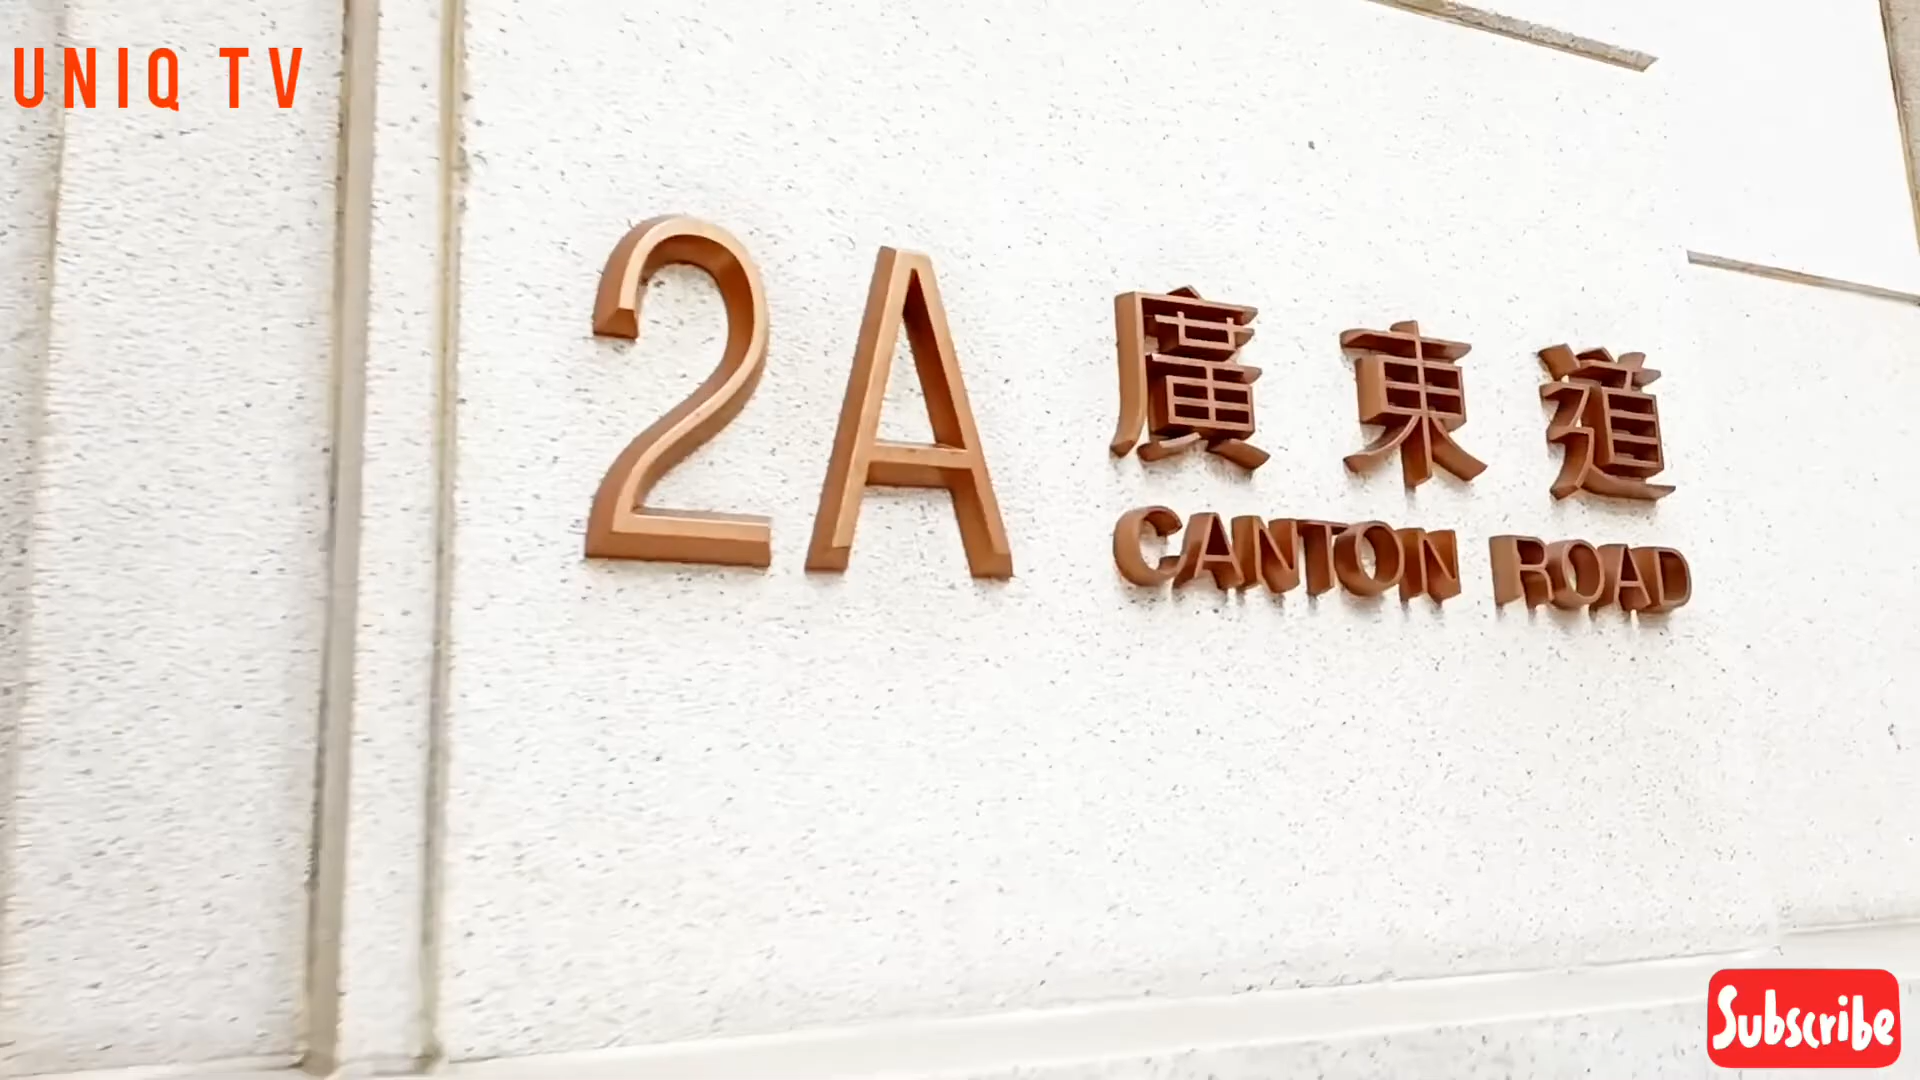 UNIQ TV
2A
廣東道
CANTON ROAD
Subscribe